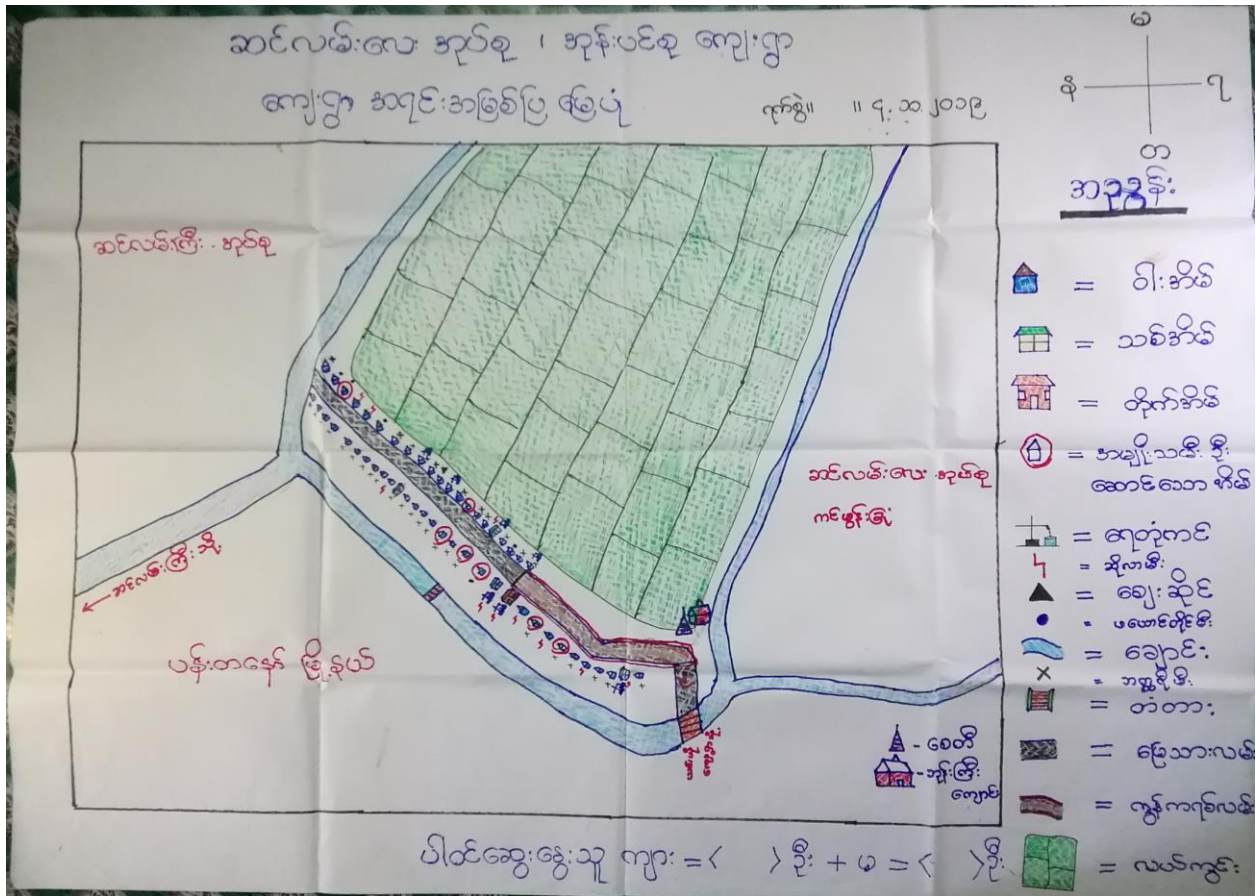 ဆင်လမ်းလေး အုပ်စု ၊ အုန်းပင်စု ကျေးရွာ
ကျေးရွာ အရင်းအမြစ်ပြ မြေပုံ
ရက်စွဲ။ ။ ၄.၁၁.၂၀၁၉
မ
န
ရ
တ
အညွှန်း
ဆင်လမ်းကြီး အုပ်စု
ဆင်လမ်းလေး အုပ်စု
ဆင်လမ်းကြီးသို့
ပန်းတနော် မြို့နယ်
- စေတီ
- ဘုန်းကြီး
ကျောင်း
= ဝါးအိမ်
= သစ်အိမ်
= တိုက်အိမ်
= အမျိုးသမီး ဦး
ဆောင်သော အိမ်
= ရေတုံကင်
= ဆိုလာမီး
= ဈေးဆိုင်
= ဖယောင်တိုင်မီး
= ချောင်း
= ဘတ္ထရီမီး
= တံတား
= မြေသားလမ်း
= ကွန်ကရစ်လမ်း
= လယ်ကွင်း
ပါဝင်ဆွေးနွေးသူ ကျား = < > ဦး + မ = < > ဦး